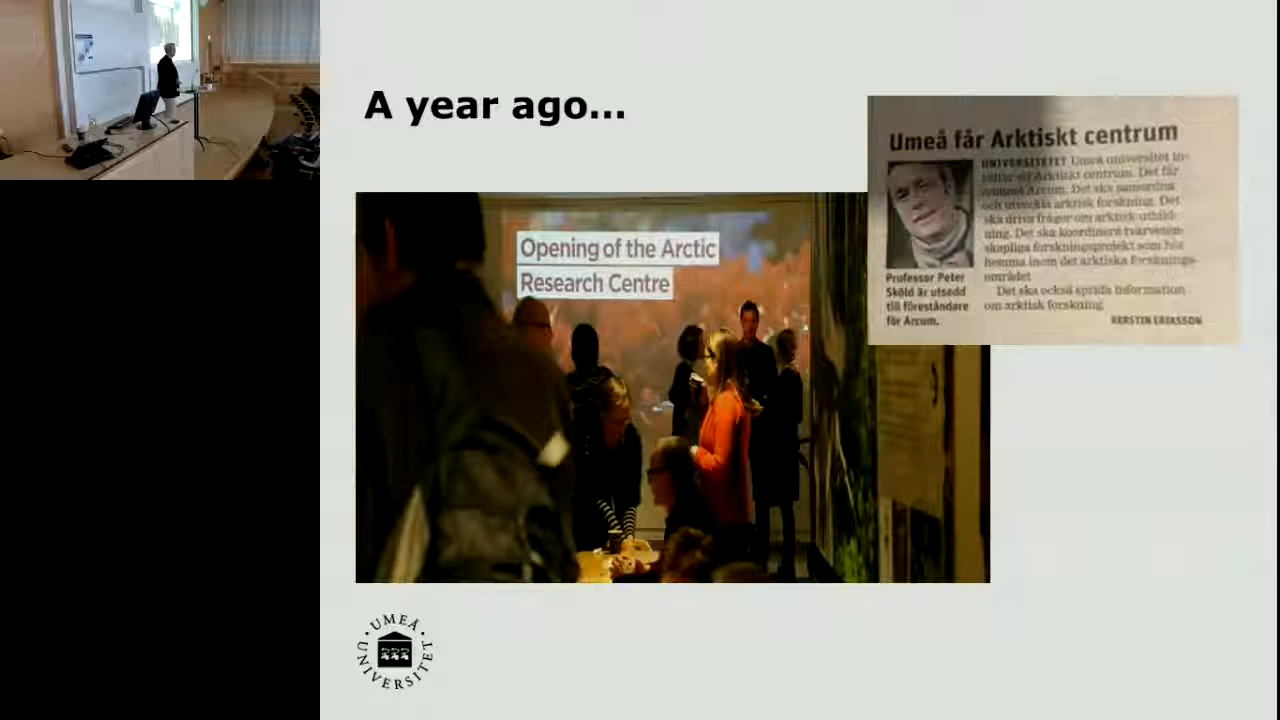 A year ago...
Umeå får Arktiskt centrum
UNIVERSITETET Umeå universitet in-
rättar ett Arktiskt centrum. Det får
namnet Arcum. Det ska samordna
och utveckla arktisk forskning. Det
ska driva frågor om arktisk utbild-
ning. Det ska koordinera tvärveten-
skapliga forskningsprojekt som hör
hemma inom det arktiska forsknings-
området
Det ska också sprida information
om arktisk forskning.
KERSTIN ERIKSSON
Professor Peter
Sköld är utsedd
till föreståndare
för Arcum.
Opening of the Arctic
Research Centre
UMEÅ UNIVERSITET